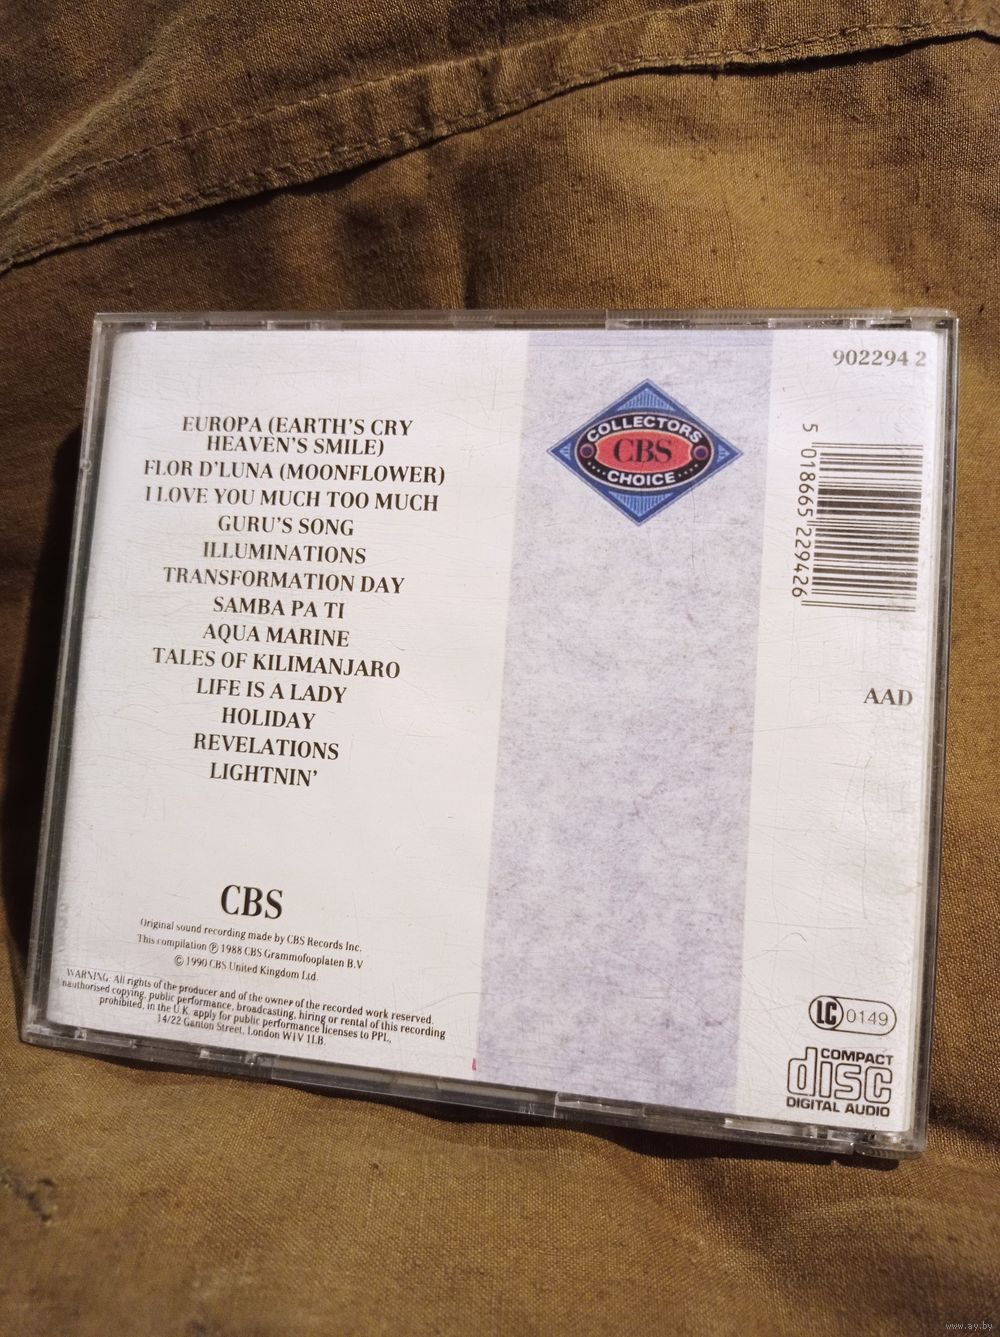 EUROPA (EARTH'S CRY
HEAVEN'S SMILE)
FLOR D'LUNA (MOONFLOWER)
I LOVE YOU MUCH TOO MUCH
GURU'S SONG
ILLUMINATIONS
TRANSFORMATION DAY
SAMBA PA TI
AQUA MARINE
TALES OF KILIMANJARO
LIFE IS A LADY
HOLIDAY
REVELATIONS
LIGHTNIN'
CBS
Original sound recording made by CBS Records Inc.
This compilation ℗ 1988 CBS Grammofooplaten B.V
© 1990 CBS United Kingdom Ltd.
WARNING: All rights of the producer and of the owner of the recorded work reserved.
nauthorised copying, public performance, broadcasting, hiring or rental of this recording
prohibited, in the U.K. apply for public performance licenses to PPL,
14/22 Ganton Street, London W1V 1LB.
COLLECTORS
CBS
CHOICE
902294 2
5 018665 229426
AAD
LC 0149
COMPACT
disc
DIGITAL AUDIO
www.ay.by